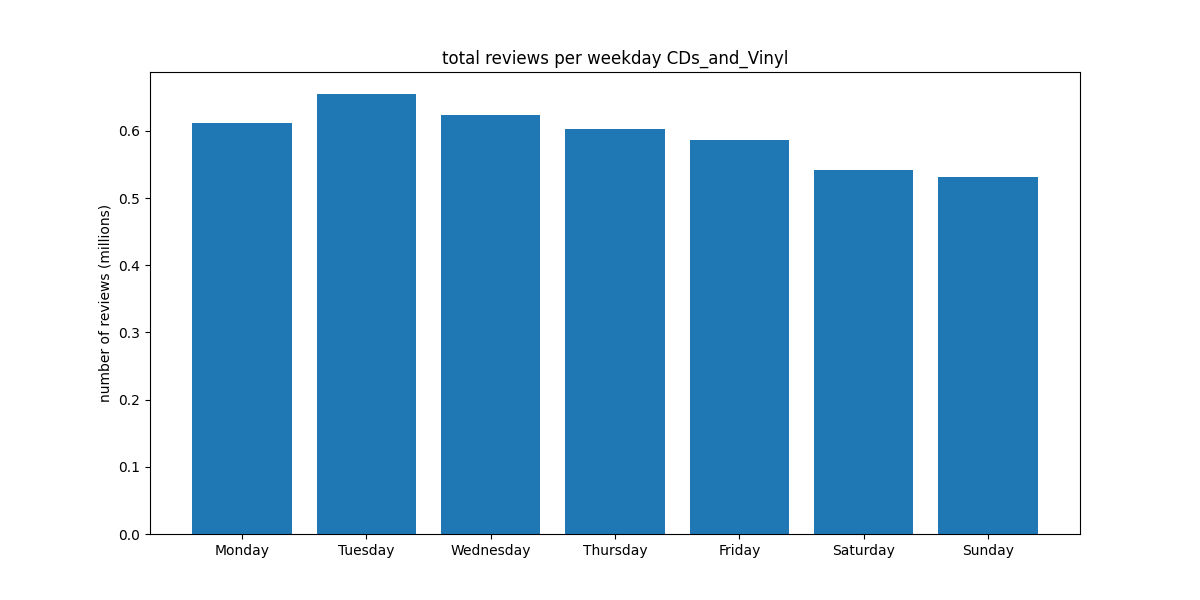 total reviews per weekday CDs_and_Vinyl
number of reviews (millions)
0.6
0.5
0.4
0.3
0.2
0.1
0.0
Monday Tuesday Wednesday Thursday Friday Saturday Sunday